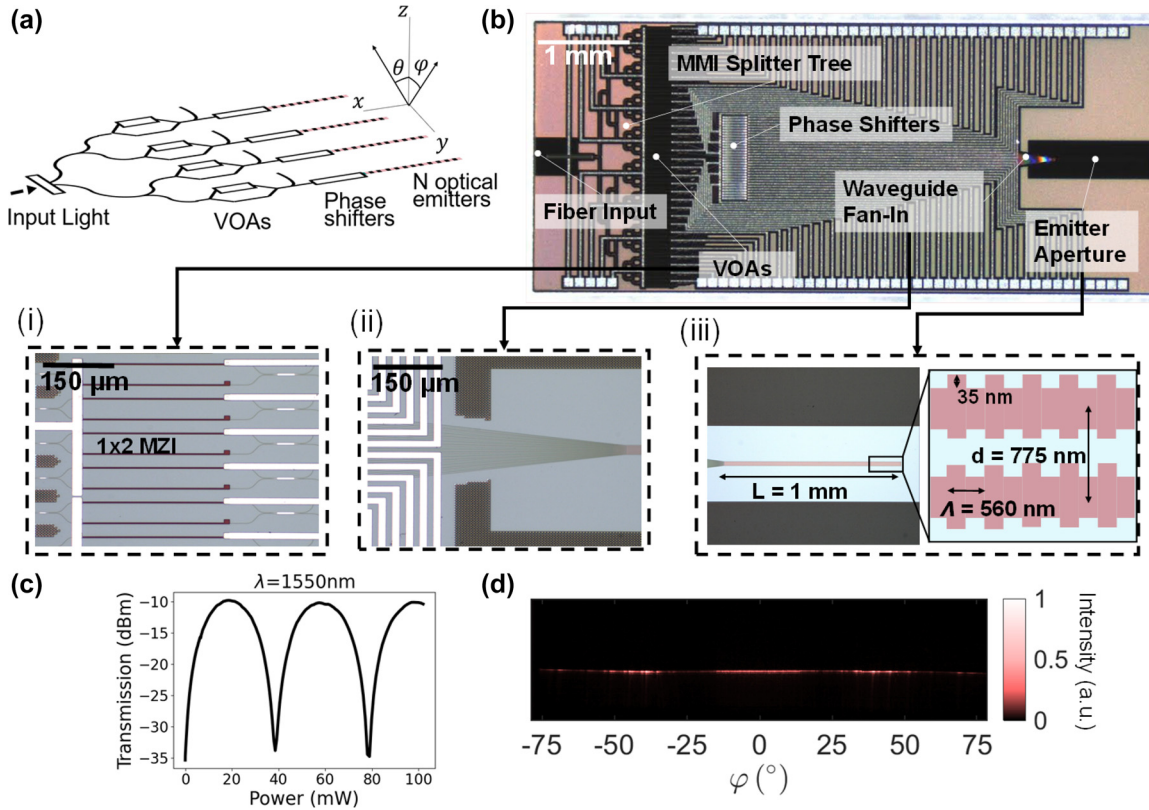 (a)
z
θ
φ
x
y
Input Light
VOAs
Phase
shifters
N optical
emitters
(b)
1 mm
MMI Splitter Tree
Phase Shifters
Fiber Input
VOAs
Waveguide
Fan-In
Emitter
Aperture
(i)
150 µm
1x2 MZI
(ii)
150 µm
(iii)
L = 1 mm
35 nm
d = 775 nm
Λ = 560 nm
(c)
λ=1550nm
Transmission (dBm)
−10
−15
−20
−25
−30
−35
0 20 40 60 80 100
Power (mW)
(d)
-75 -50 -25 0 25 50 75
φ (°)
1
0.5
0
Intensity (a.u.)